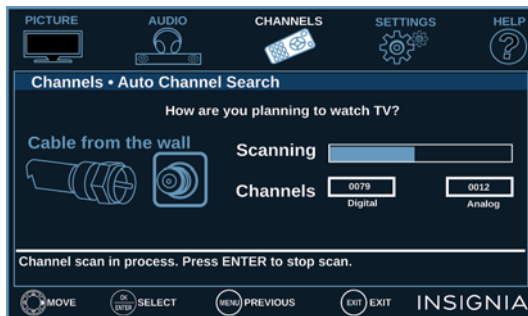 PICTURE AUDIO CHANNELS SETTINGS HELP
Channels • Auto Channel Search
How are you planning to watch TV?
Cable from the wall
Scanning
Channels 0079 0012
Digital Analog
Channel scan in process. Press ENTER to stop scan.
MOVE OK ENTER SELECT MENU PREVIOUS EXIT EXIT INSIGNIA